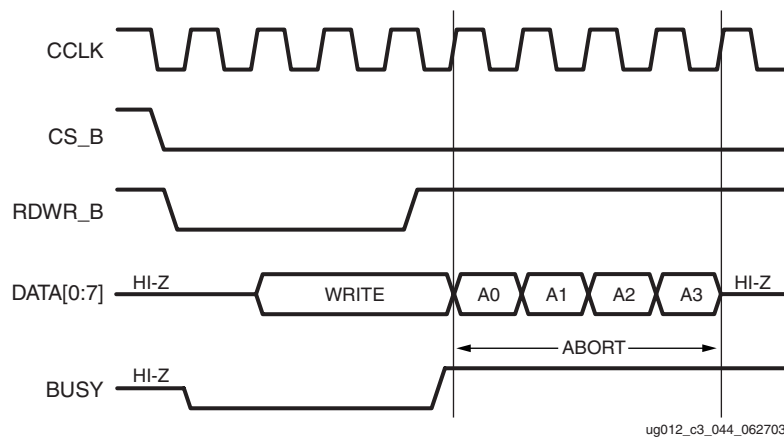 CCLK
CS_B
RDWR_B
DATA[0:7] HI-Z WRITE A0 A1 A2 A3 HI-Z
ABORT
BUSY HI-Z
ug012_c3_044_062703